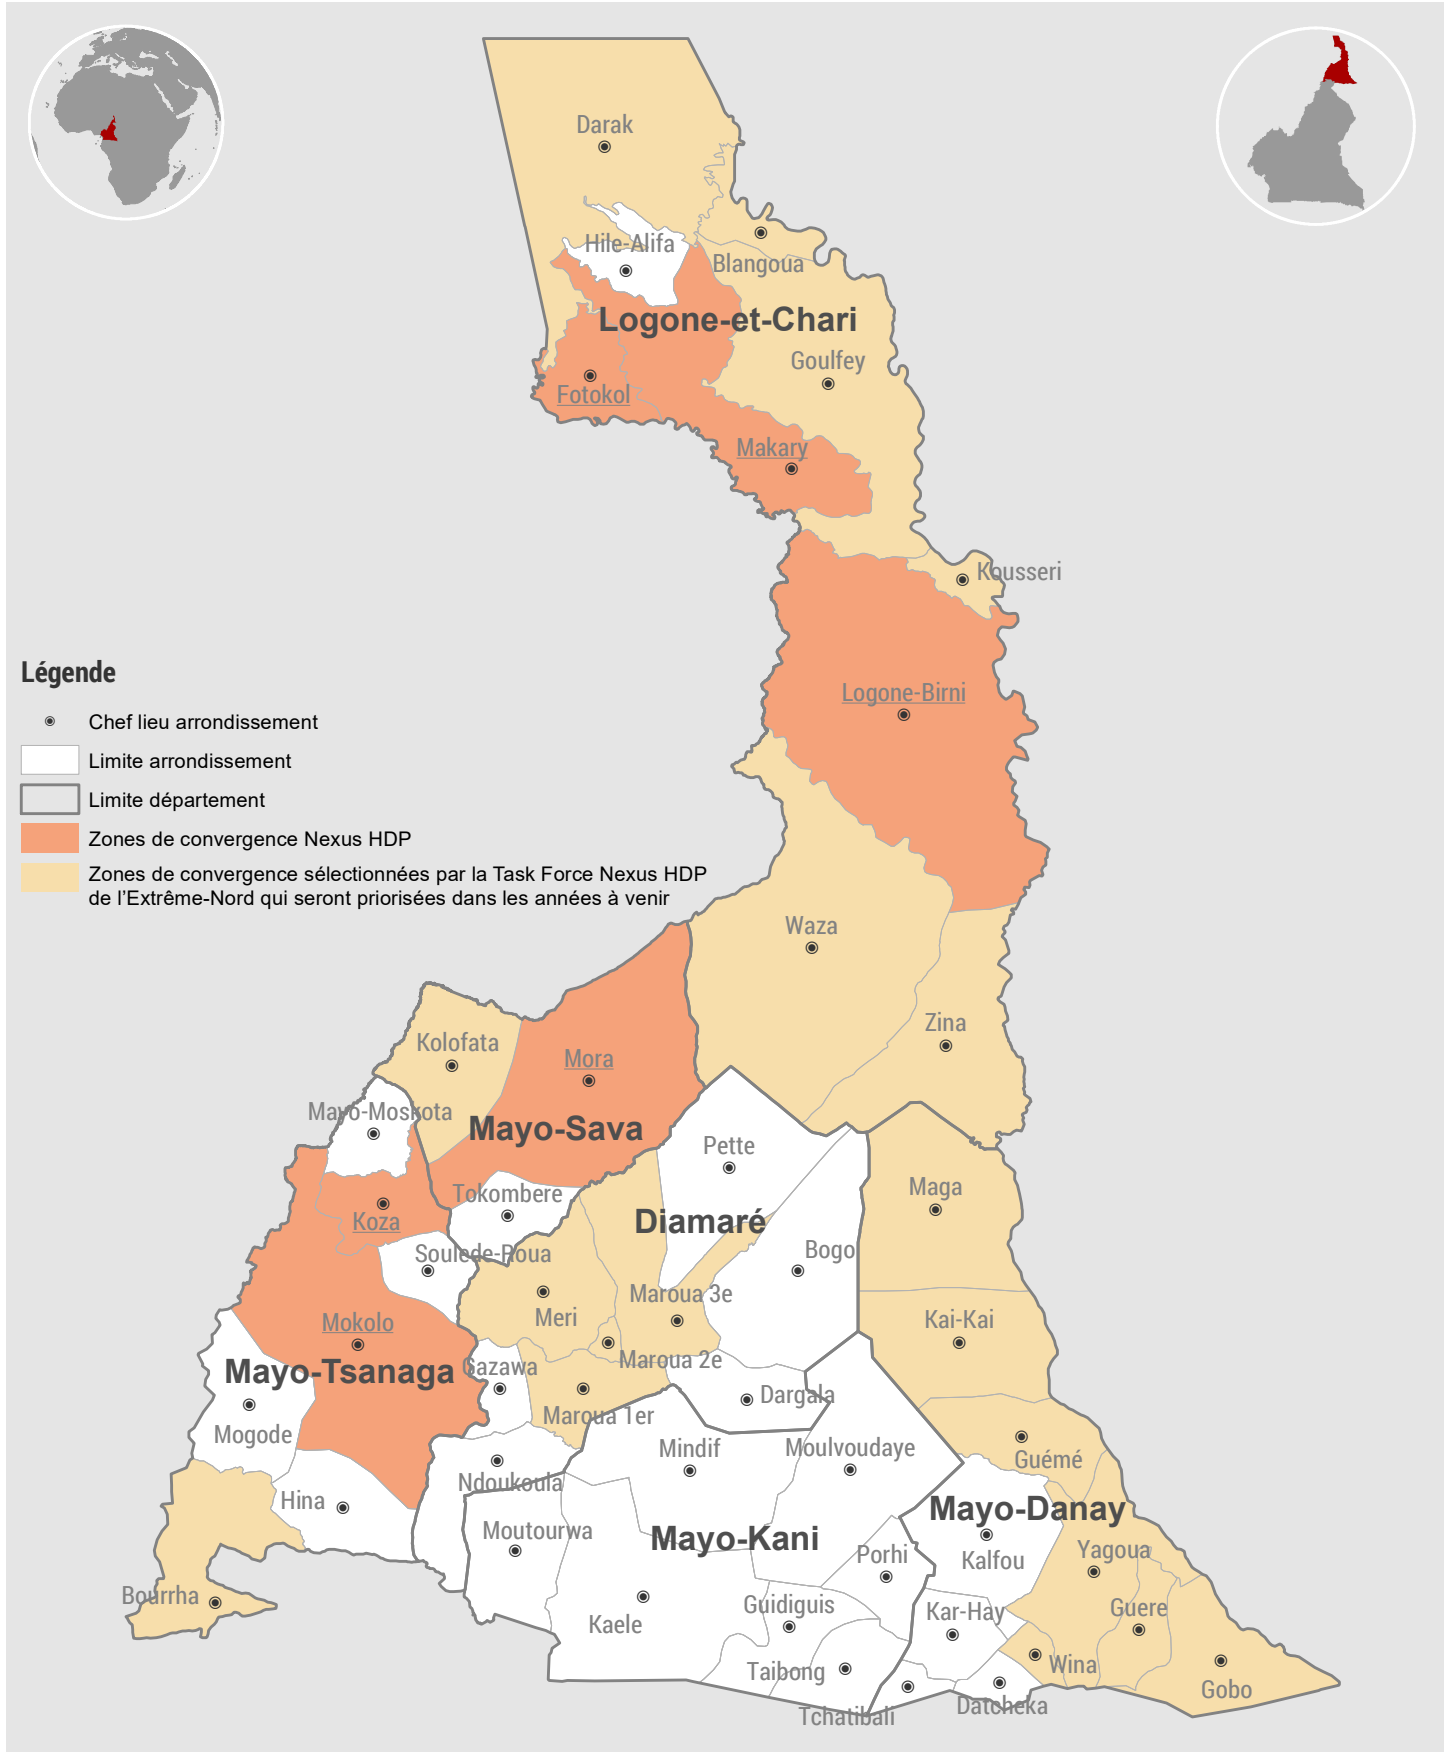 Darak
Hile-Alifa
Blangoua
Logone-et-Chari
Goulfey
Fotokol
Makary
Kousseri
Légende
Chef lieu arrondissement
Limite arrondissement
Limite département
Zones de convergence Nexus HDP
Zones de convergence sélectionnées par la Task Force Nexus HDP
de l'Extrême-Nord qui seront priorisées dans les années à venir
Logone-Birni
Waza
Zina
Kolofata
Mora
Mayo-Moskota
Mayo-Sava
Pette
Maga
Tokombere
Koza
Diamaré
Soulede-Roua
Bogo
Meri
Maroua 3e
Mokolo
Kai-Kai
Maroua 2e
Mayo-Tsanaga
Gazawa
Dargala
Maroua 1er
Mogode
Mindif
Moulvoudaye
Guémé
Ndoukoula
Hina
Mayo-Danay
Moutourwa
Mayo-Kani
Porhi
Kalfou
Yagoua
Bourrha
Kaele
Guidiguis
Kar-Hay
Guere
Taibong
Wina
Gobo
Tchatibali
Datcheka